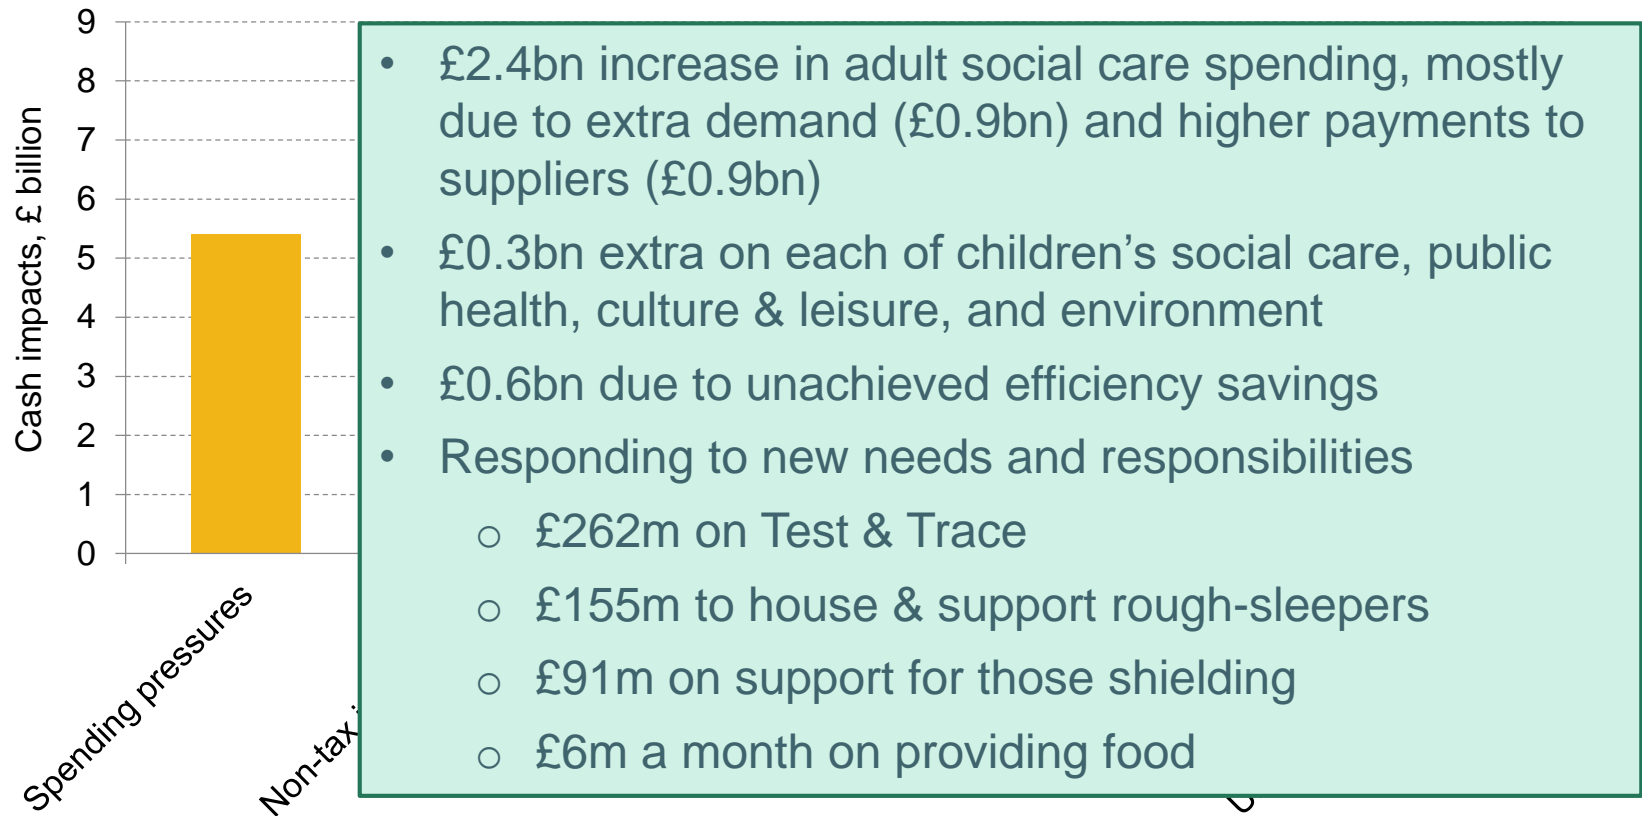 9
8
7
6
5
4
3
2
1
0
Cash impacts, £ billion
Spending pressures
Non-tax
• £2.4bn increase in adult social care spending, mostly
due to extra demand (£0.9bn) and higher payments to
suppliers (£0.9bn)
• £0.3bn extra on each of children’s social care, public
health, culture & leisure, and environment
• £0.6bn due to unachieved efficiency savings
• Responding to new needs and responsibilities
o £262m on Test & Trace
o £155m to house & support rough-sleepers
o £91m on support for those shielding
o £6m a month on providing food